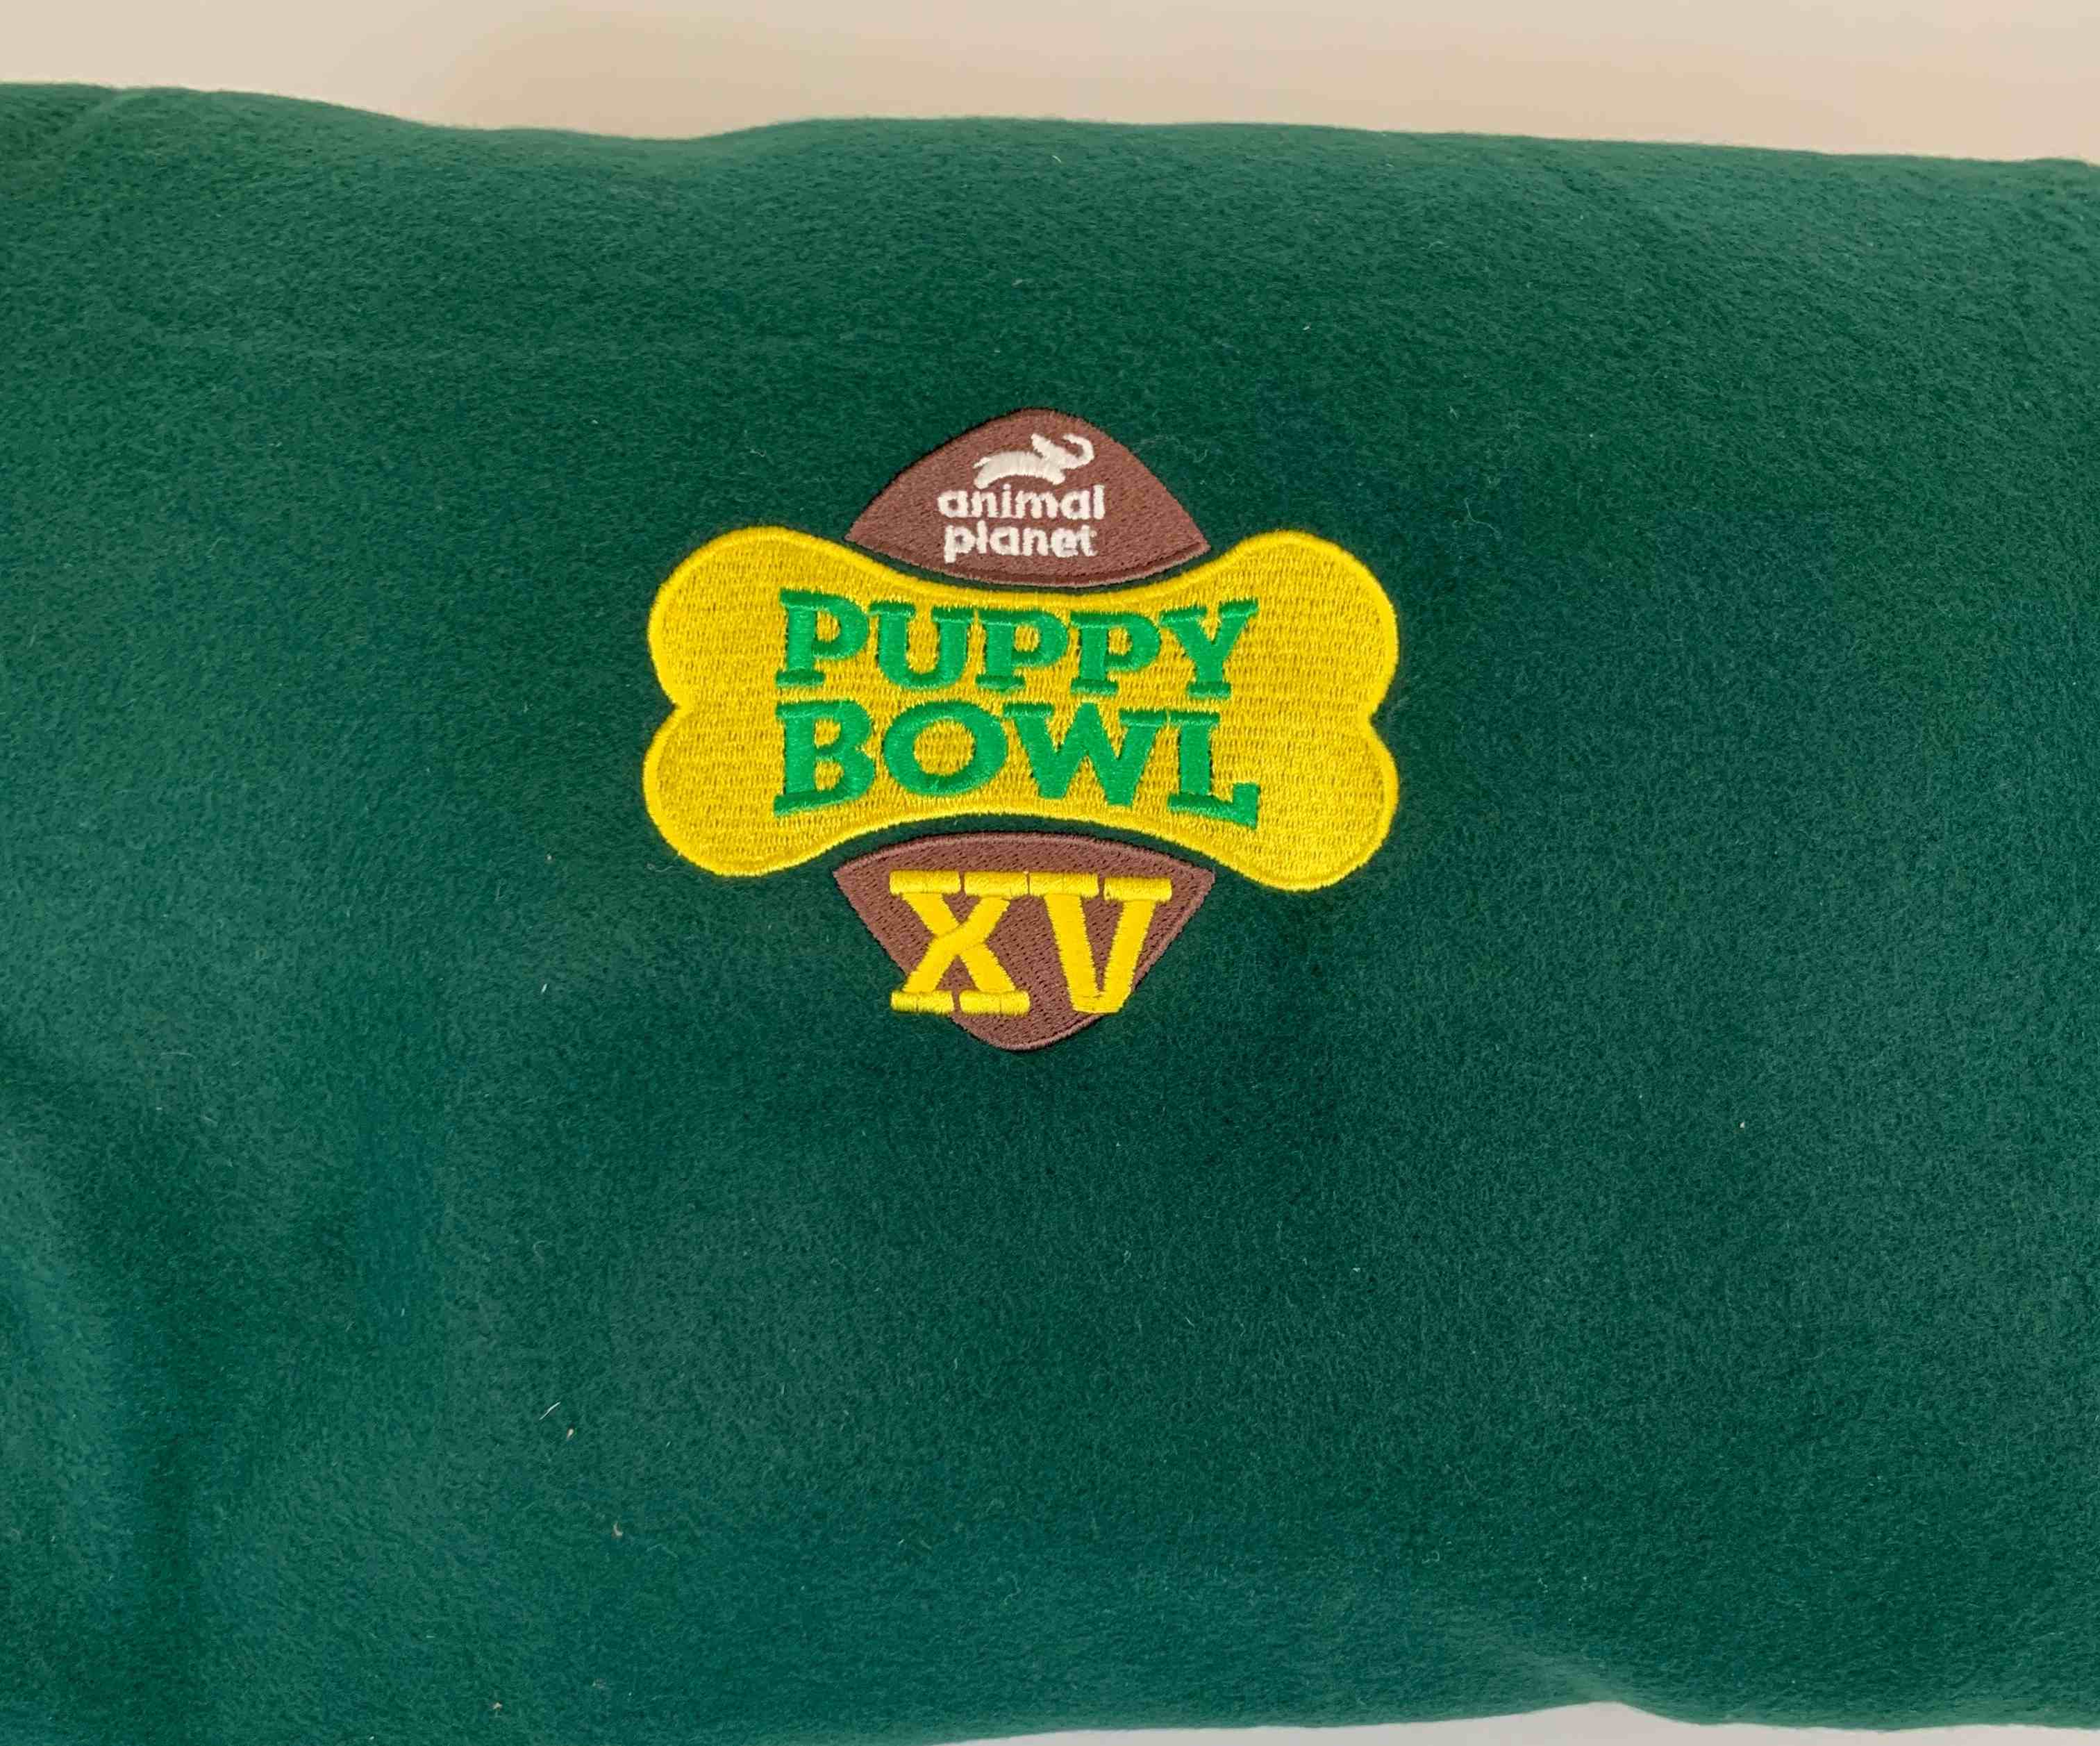 animal
planet
PUPPY
BOWL
XV